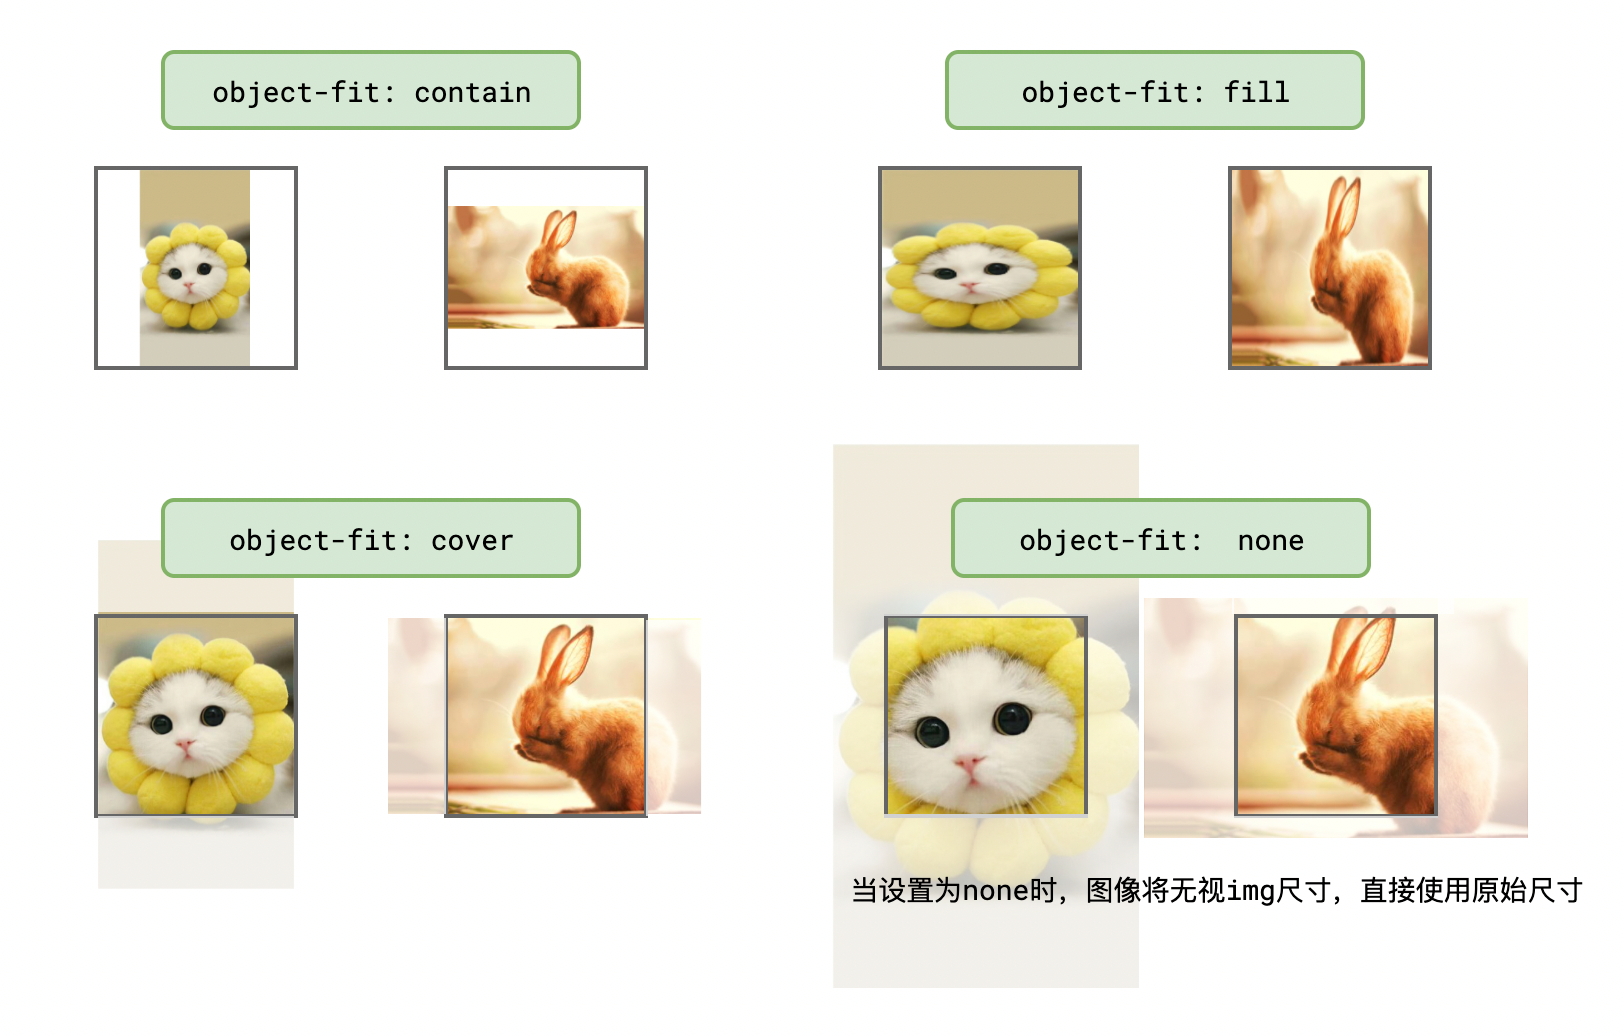 object-fit: contain
object-fit: fill
object-fit: cover
object-fit:  none
当设置为none时，图像将无视img尺寸，直接使用原始尺寸